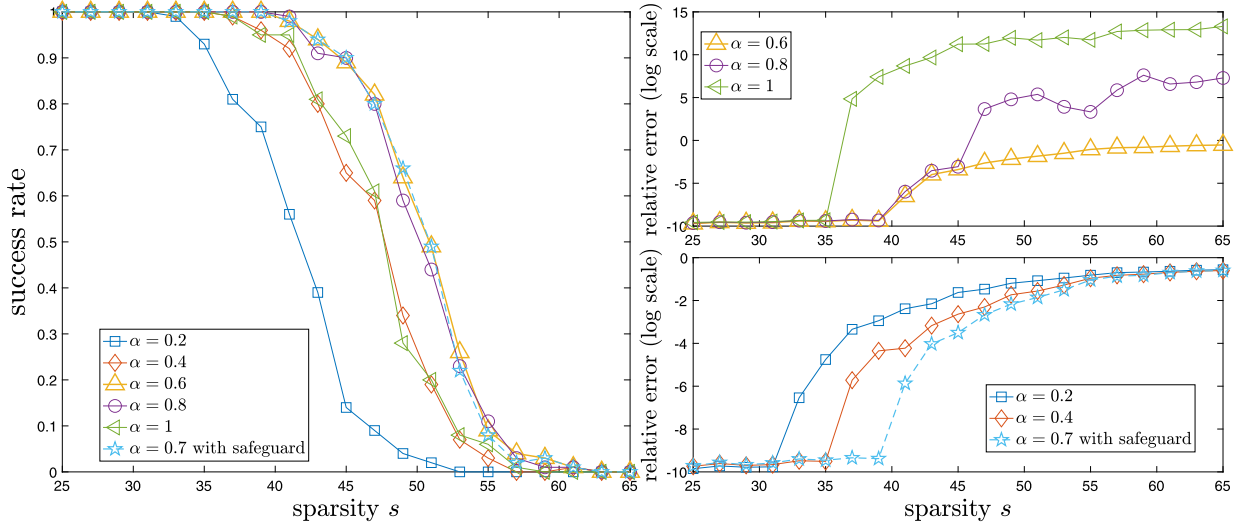 success rate
1
0.9
0.8
0.7
0.6
0.5
0.4
0.3
0.2
0.1
0
25 30 35 40 45 50 55 60 65
sparsity s
α = 0.2
α = 0.4
α = 0.6
α = 0.8
α = 1
α = 0.7 with safeguard
relative error (log scale)
15
10
5
0
-5
-10
25 30 35 40 45 50 55 60 65
α = 0.6
α = 0.8
α = 1
relative error (log scale)
0
-2
-4
-6
-9
-10
25 30 35 40 45 50 55 60 65
sparsity s
α = 0.2
α = 0.4
α = 0.7 with safeguard